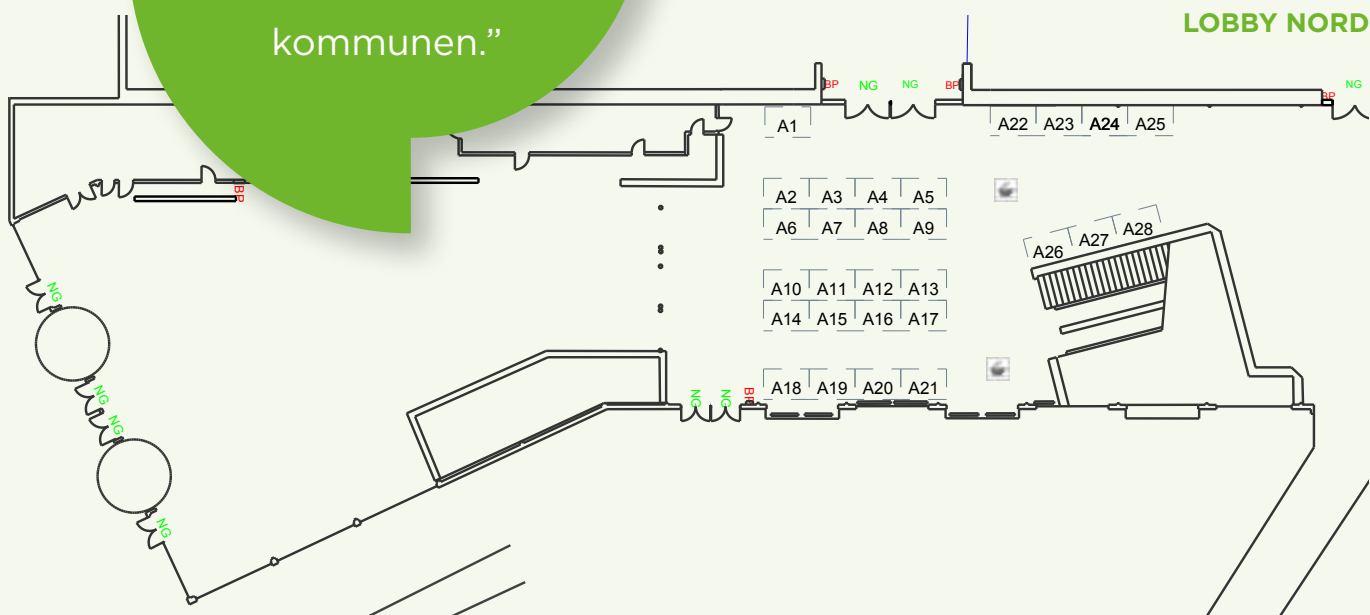 kommunen.”
LOBBY NORD
BP NG NG BP BP NG
A1 A22 A23 A24 A25
BP
A2 A3 A4 A5
A6 A7 A8 A9
A26 A27 A28
NG
A10 A11 A12 A13
A14 A15 A16 A17
A18 A19 A20 A21
NG NG NG BP
NG
NG